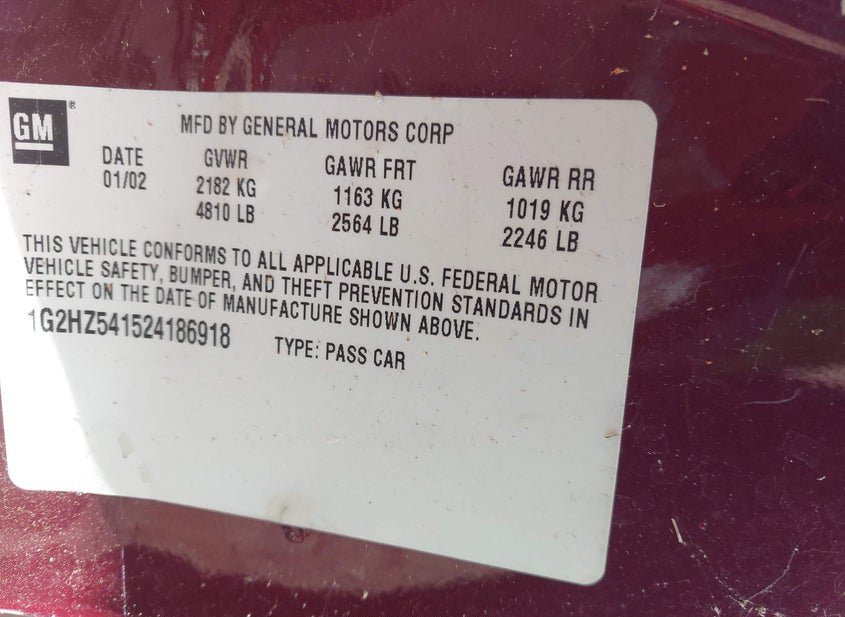 GM®
MFD BY GENERAL MOTORS CORP
DATE GVWR GAWR FRT GAWR RR
01/02 2182 KG 1163 KG 1019 KG
4810 LB 2564 LB 2246 LB
THIS VEHICLE CONFORMS TO ALL APPLICABLE U.S. FEDERAL MOTOR
VEHICLE SAFETY, BUMPER, AND THEFT PREVENTION STANDARDS IN
EFFECT ON THE DATE OF MANUFACTURE SHOWN ABOVE.
1G2HZ541524186918 TYPE: PASS CAR